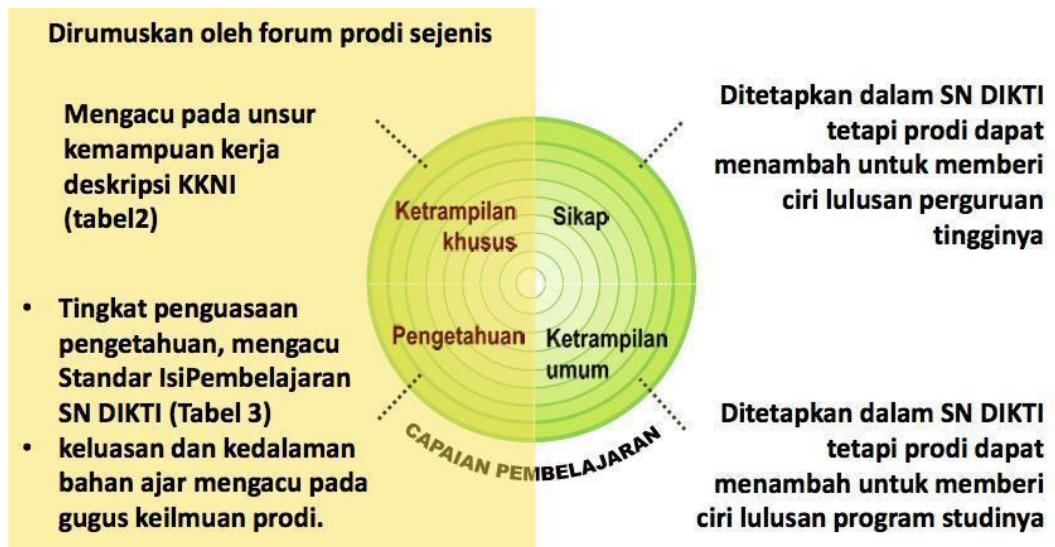 Dirumuskan oleh forum prodi sejenis
Mengacu pada unsur
kemampuan kerja
deskripsi KKNI
(tabel2)
• Tingkat penguasaan
pengetahuan, mengacu
Standar IsiPembelajaran
SN DIKTI (Tabel 3)
• keluasan dan kedalaman
bahan ajar mengacu pada
gugus keilmuan prodi.
Ketrampilan
khusus
Sikap
Pengetahuan
Ketrampilan
umum
CAPAIAN PEMBELAJARAN
Ditetapkan dalam SN DIKTI
tetapi prodi dapat
menambah untuk memberi
ciri lulusan perguruan
tingginya
Ditetapkan dalam SN DIKTI
tetapi prodi dapat
menambah untuk memberi
ciri lulusan program studinya